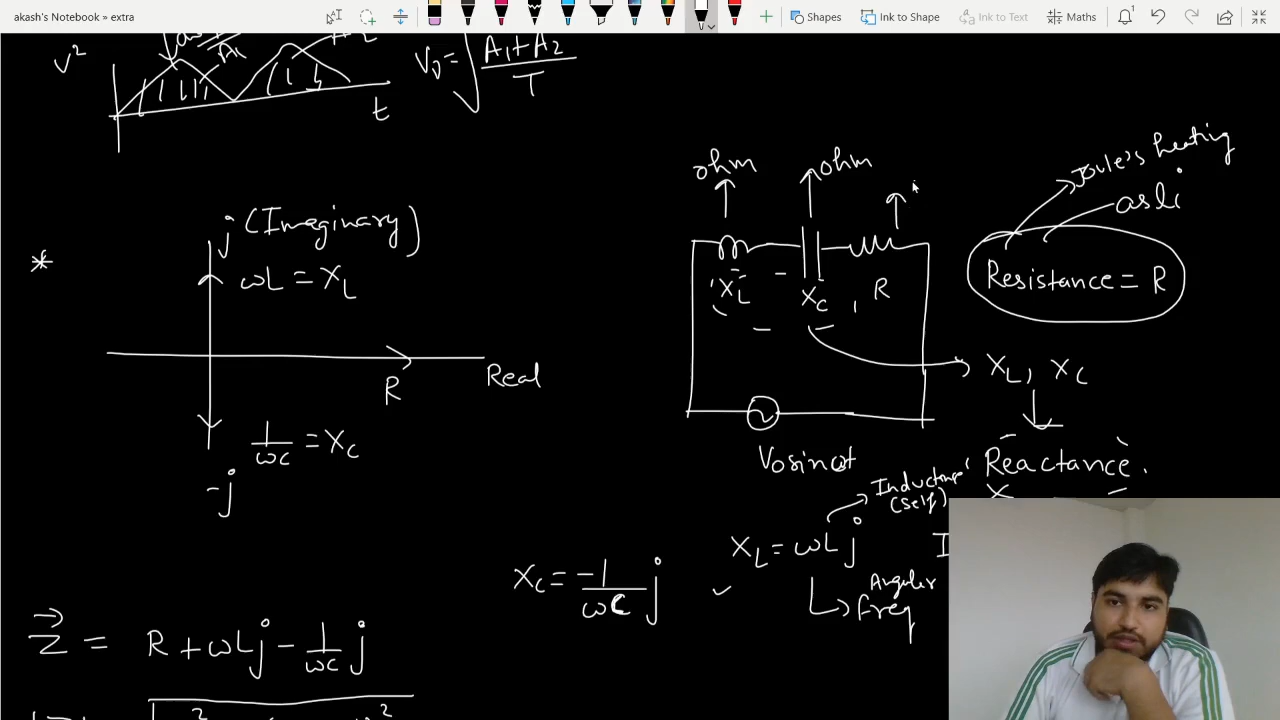 akash's Notebook » extra
Shapes
Ink to Shape
Ink to Text
Maths
V²
t
V₀ = √(A₁+A₂)/T
*
j (Imaginary)
ωL = X_L
R
Real
1/ωC = X_C
-j
ohm
ohm
X_L
X_C , R
V₀sinωt
Joule's heating
asli
Resistance = R
X_L, X_C
Reactance.
X
Inductance
(self)
X_L = ωLj
Angular
freq
I
X_C = -1/ωC j
Z⃗ = R + ωLj - 1/ωC j